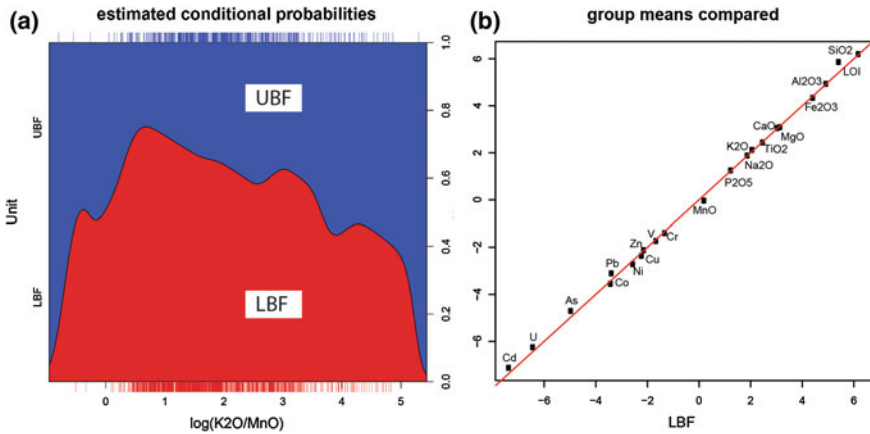 (a) estimated conditional probabilities
UBF
LBF
Unit
UBF
LBF
0.0 0.2 0.4 0.6 0.8 1.0
0 1 2 3 4 5
log(K2O/MnO)
(b) group means compared
6
4
2
0
−2
−4
−6
SiO2
LOI
Al2O3
Fe2O3
CaO
MgO
K2O
TiO2
Na2O
P2O5
MnO
V
Cr
Zn
Cu
Ni
Pb
Co
As
U
Cd
−6 −4 −2 0 2 4 6
LBF